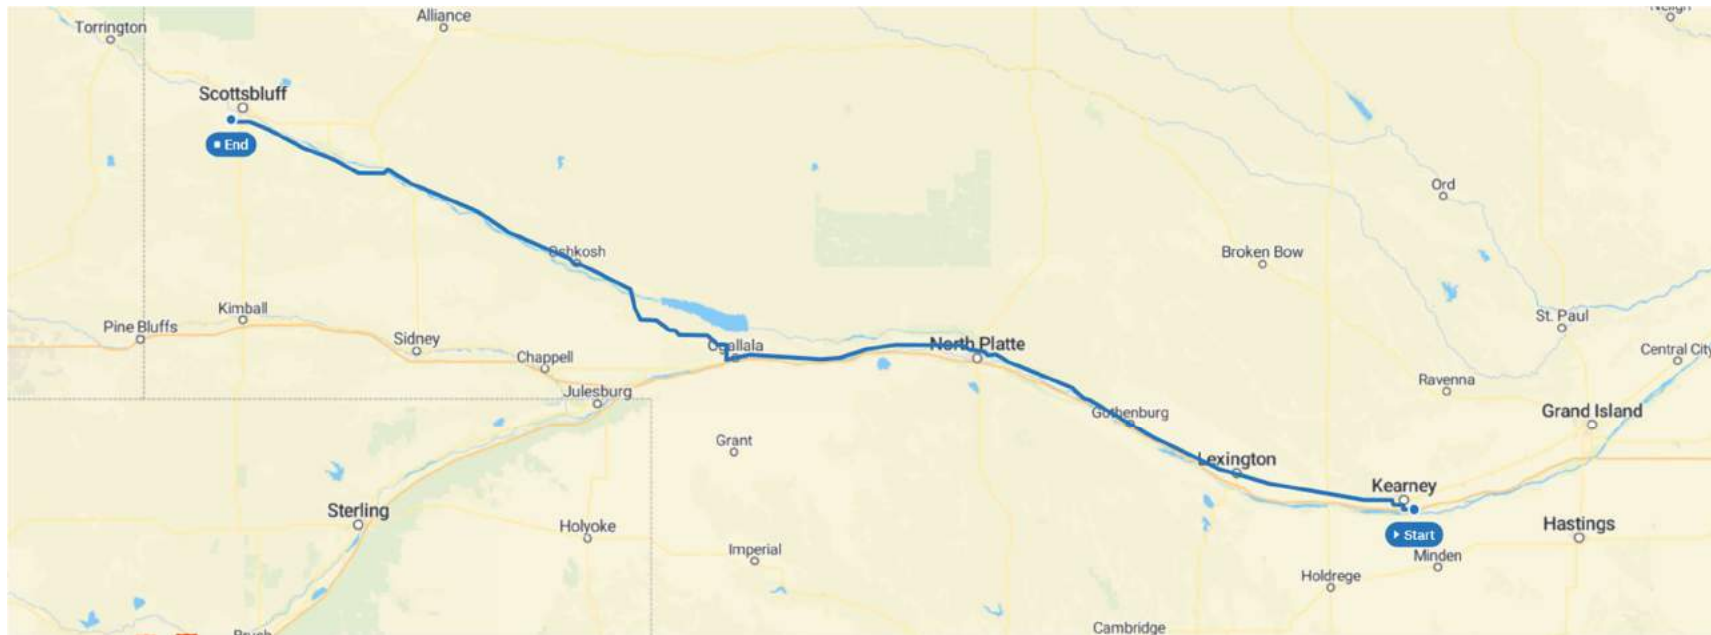 Alliance
Torrington
Scottsbluff
End
Ord
Oshkosh
Broken Bow
Kimball
Pine Bluffs
Sidney
Chappell
Ogallala
North Platte
St. Paul
Central City
Julesburg
Ravenna
Gothenburg
Grand Island
Grant
Lexington
Kearney
Sterling
Holyoke
Start
Hastings
Imperial
Minden
Holdrege
Cambridge